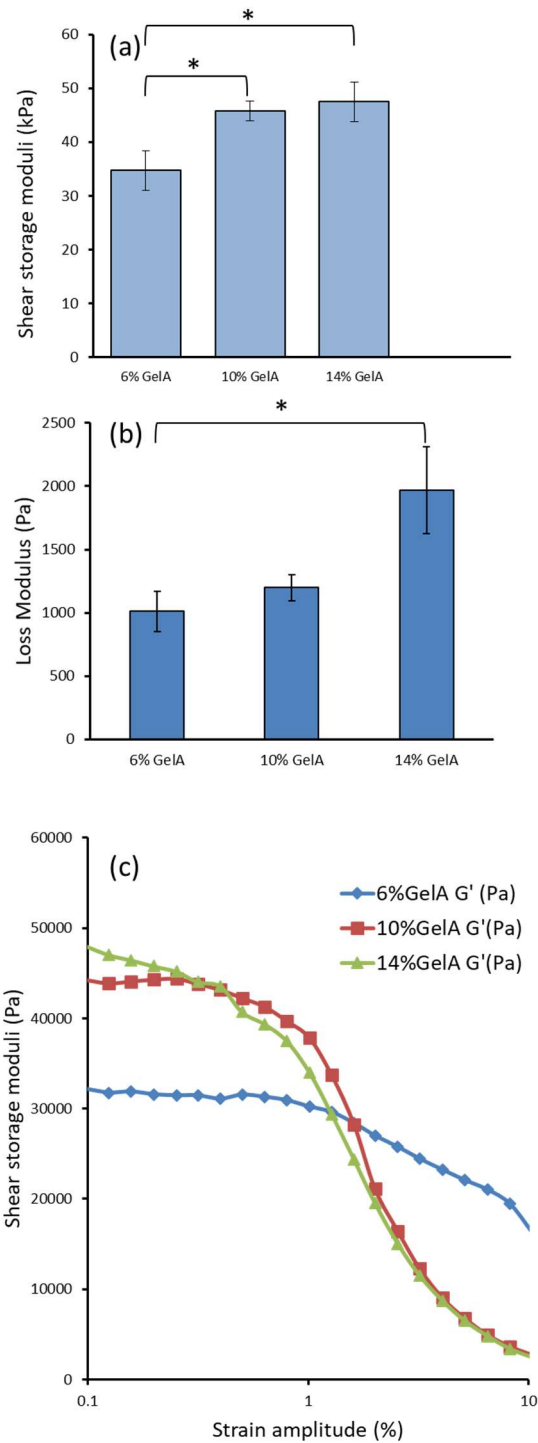 *
(a)
*
Shear storage moduli (kPa)
60
50
40
30
20
10
0
6% GelA 10% GelA 14% GelA
*
(b)
Loss Modulus (Pa)
2500
2000
1500
1000
500
0
6% GelA 10% GelA 14% GelA
(c)
Shear storage moduli (Pa)
60000
50000
40000
30000
20000
10000
0
6%GelA G' (Pa)
10%GelA G'(Pa)
14%GelA G'(Pa)
0.1 1 10
Strain amplitude (%)